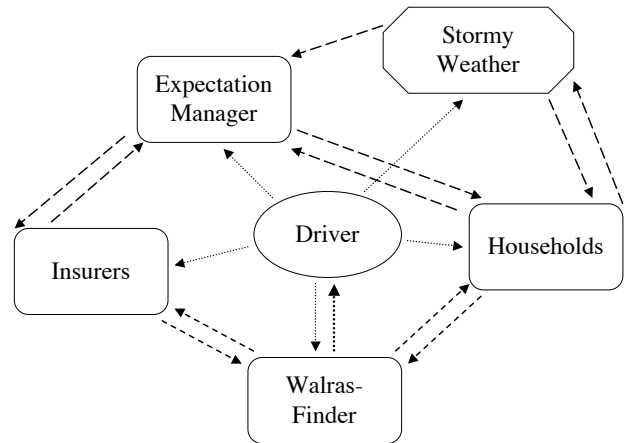 Stormy
Weather
Expectation
Manager
Driver
Households
Insurers
Walras-
Finder